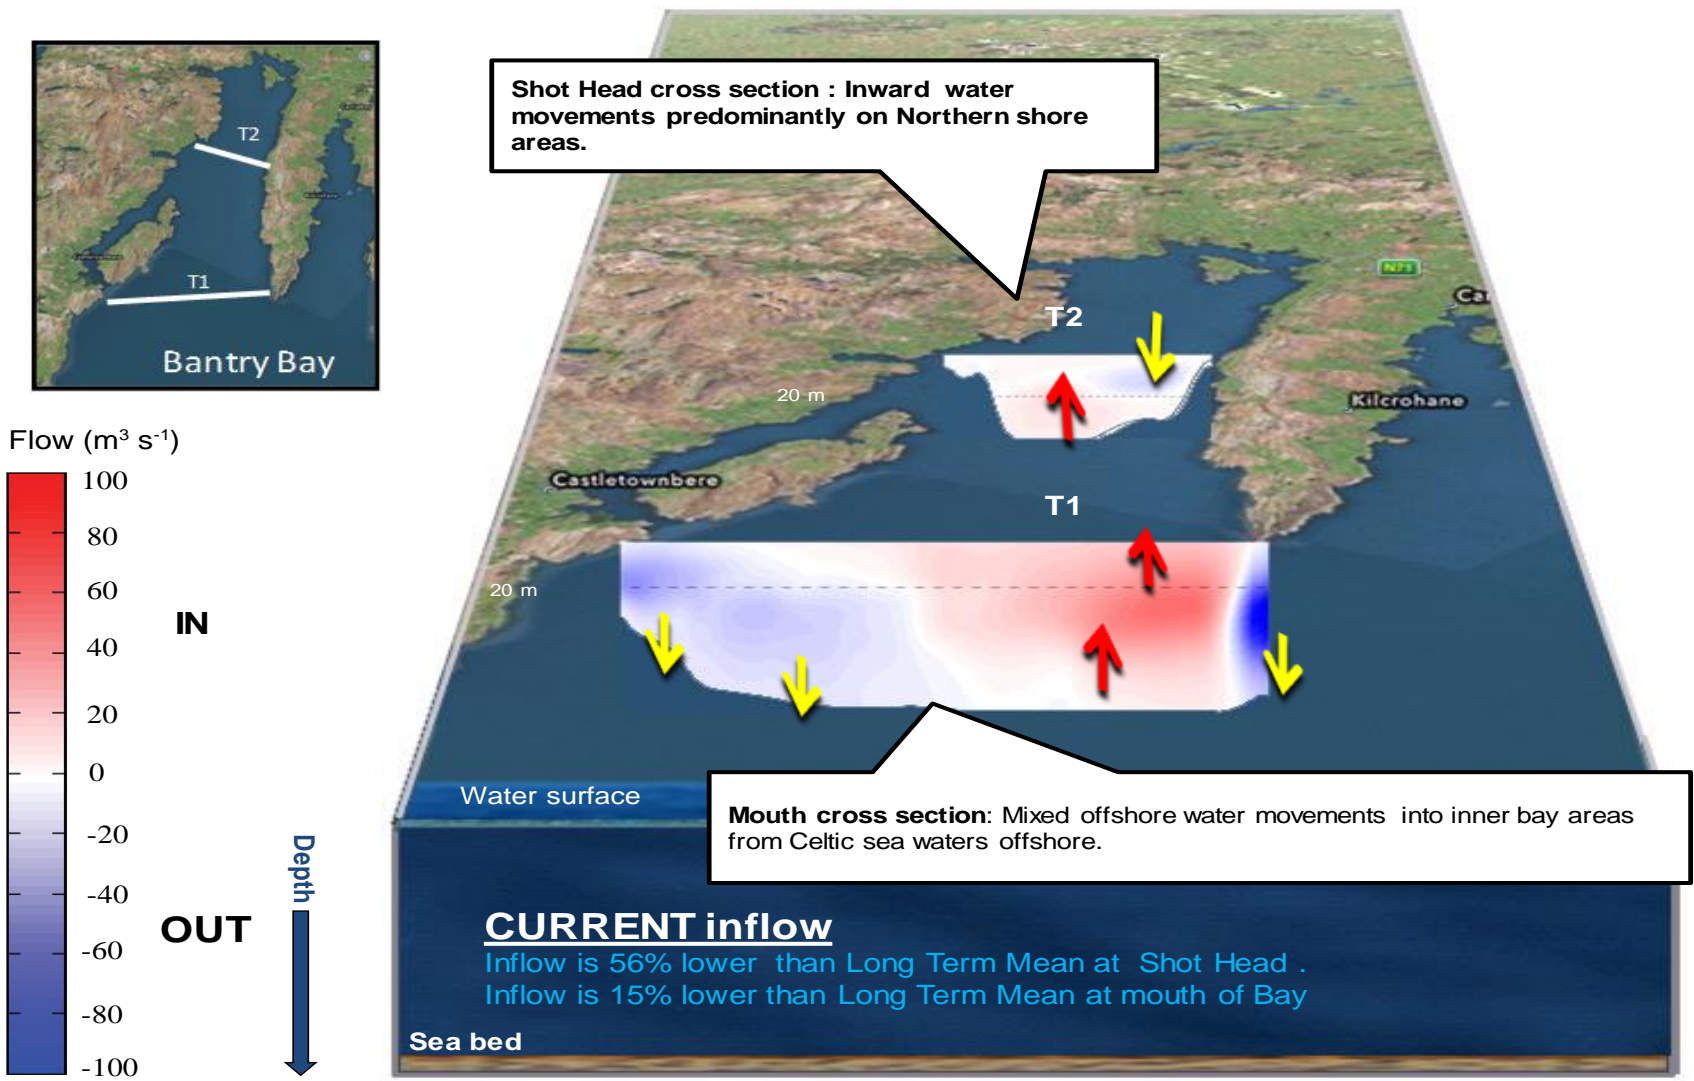 Shot Head cross section : Inward water
movements predominantly on Northern shore
areas.
T2
T1
Bantry Bay
N71
T2
20 m
Kilcrohane
Flow (m³ s⁻¹)
Castletownbere
T1
20 m
100
80
60
40
20
0
-20
-40
-60
-80
-100
IN
OUT
Depth
Water surface
Mouth cross section: Mixed offshore water movements into inner bay areas
from Celtic sea waters offshore.
CURRENT inflow
Inflow is 56% lower than Long Term Mean at Shot Head .
Inflow is 15% lower than Long Term Mean at mouth of Bay
Sea bed